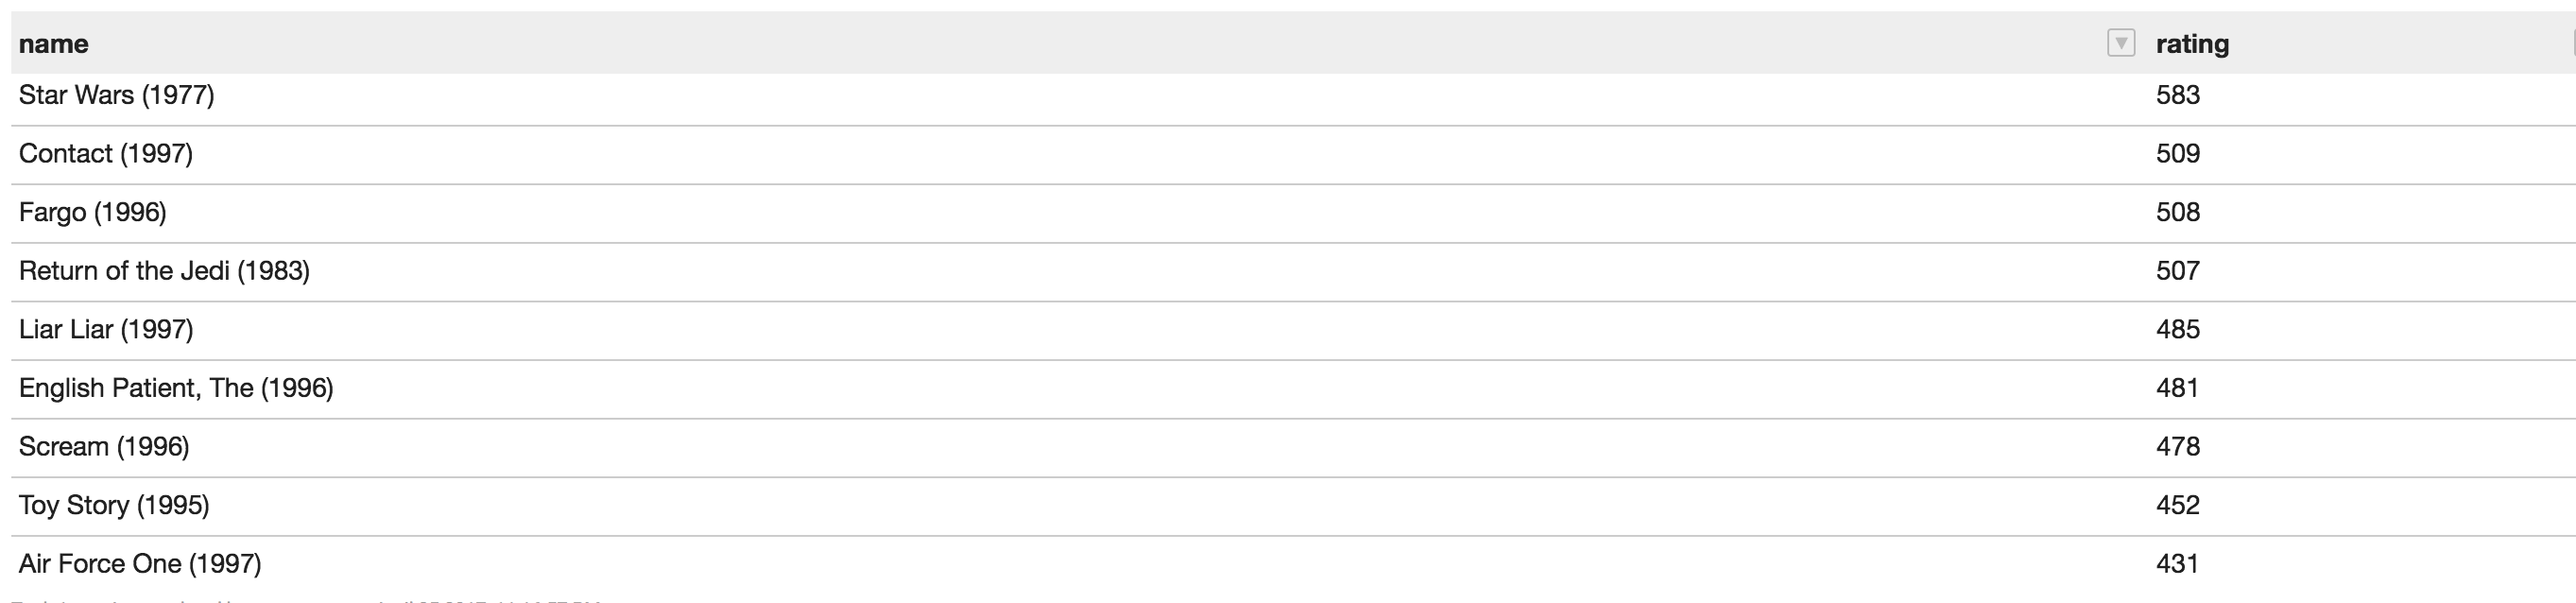 name rating
Star Wars (1977) 583
Contact (1997) 509
Fargo (1996) 508
Return of the Jedi (1983) 507
Liar Liar (1997) 485
English Patient, The (1996) 481
Scream (1996) 478
Toy Story (1995) 452
Air Force One (1997) 431